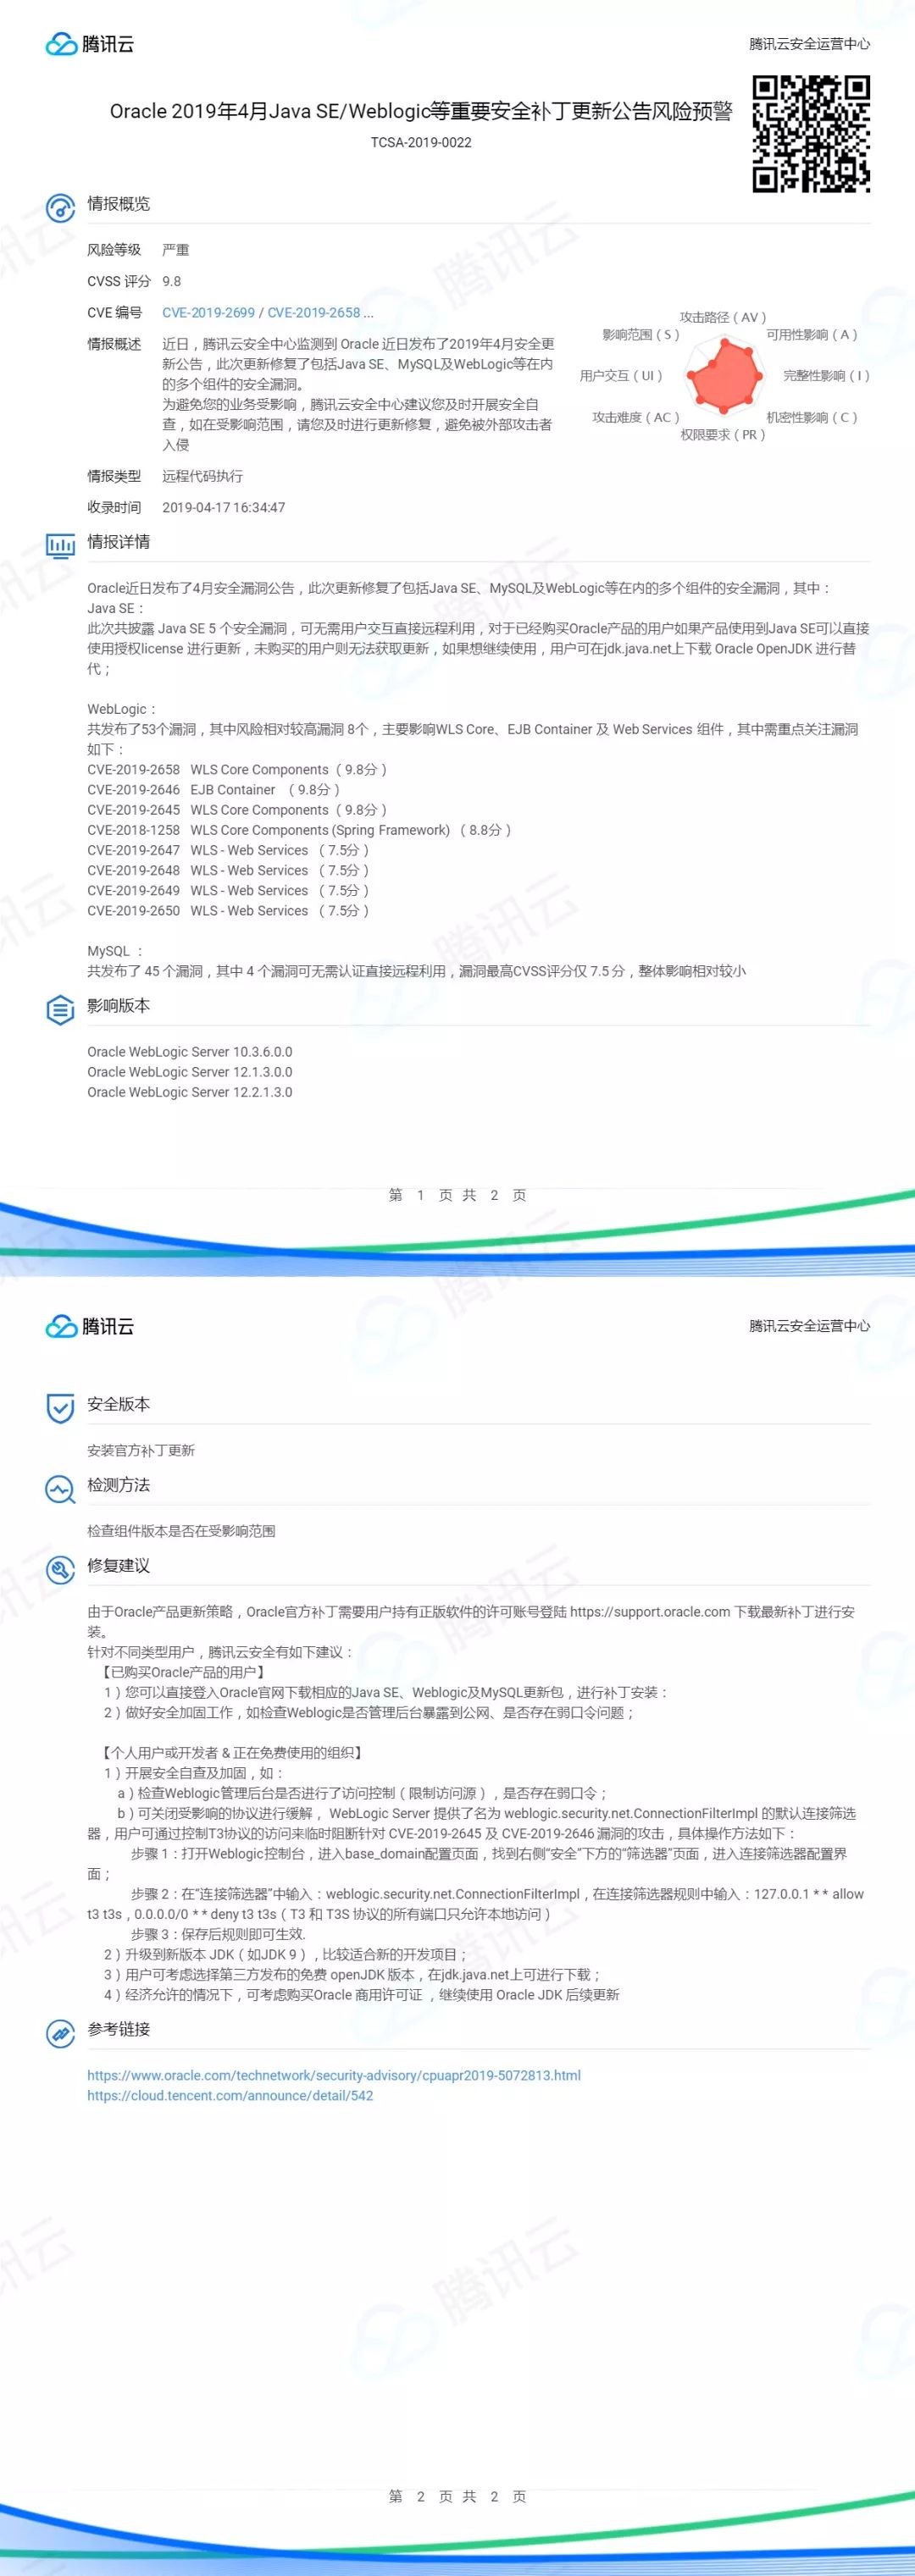 腾讯云
腾讯云安全运营中心
Oracle 2019年4月Java SE/Weblogic等重要安全补丁更新公告风险预警
TCSA-2019-0022
情报概览
风险等级 严重
CVSS 评分 9.8
CVE 编号 CVE-2019-2699 / CVE-2019-2658 ...
情报概述 近日，腾讯云安全中心监测到 Oracle 近日发布了2019年4月安全更
新公告，此次更新修复了包括Java SE、MySQL及WebLogic等在内
的多个组件的安全漏洞。
为避免您的业务受影响，腾讯云安全中心建议您及时开展安全自
查，如在受影响范围，请您及时进行更新修复，避免被外部攻击者
入侵
攻击路径（AV）
影响范围（S）
可用性影响（A）
用户交互（UI）
完整性影响（I）
攻击难度（AC）
机密性影响（C）
权限要求（PR）
情报类型 远程代码执行
收录时间 2019-04-17 16:34:47
情报详情
Oracle近日发布了4月安全漏洞公告，此次更新修复了包括Java SE、MySQL及WebLogic等在内的多个组件的安全漏洞，其中：
Java SE：
此次共披露 Java SE 5 个安全漏洞，可无需用户交互直接远程利用，对于已经购买Oracle产品的用户如果产品使用到Java SE可以直接
使用授权license 进行更新，未购买的用户则无法获取更新，如果想继续使用，用户可在jdk.java.net上下载 Oracle OpenJDK 进行替
代；
WebLogic：
共发布了53个漏洞，其中风险相对较高漏洞 8个，主要影响WLS Core、EJB Container 及 Web Services 组件，其中需重点关注漏洞
如下：
CVE-2019-2658 WLS Core Components（9.8分）
CVE-2019-2646 EJB Container （9.8分）
CVE-2019-2645 WLS Core Components（9.8分）
CVE-2018-1258 WLS Core Components (Spring Framework) （8.8分）
CVE-2019-2647 WLS - Web Services （7.5分）
CVE-2019-2648 WLS - Web Services （7.5分）
CVE-2019-2649 WLS - Web Services （7.5分）
CVE-2019-2650 WLS - Web Services （7.5分）
MySQL ：
共发布了 45 个漏洞，其中 4 个漏洞可无需认证直接远程利用，漏洞最高CVSS评分仅 7.5 分，整体影响相对较小
影响版本
Oracle WebLogic Server 10.3.6.0.0
Oracle WebLogic Server 12.1.3.0.0
Oracle WebLogic Server 12.2.1.3.0
第 1 页 共 2 页
腾讯云
腾讯云安全运营中心
安全版本
安装官方补丁更新
检测方法
检查组件版本是否在受影响范围
修复建议
由于Oracle产品更新策略，Oracle官方补丁需要用户持有正版软件的许可账号登陆 https://support.oracle.com 下载最新补丁进行安
装。
针对不同类型用户，腾讯云安全有如下建议：
【已购买Oracle产品的用户】
1）您可以直接登入Oracle官网下载相应的Java SE、Weblogic及MySQL更新包，进行补丁安装：
2）做好安全加固工作，如检查Weblogic是否管理后台暴露到公网、是否存在弱口令问题；
【个人用户或开发者 & 正在免费使用的组织】
1）开展安全自查及加固，如：
a）检查Weblogic管理后台是否进行了访问控制（限制访问源），是否存在弱口令；
b）可关闭受影响的协议进行缓解， WebLogic Server 提供了名为 weblogic.security.net.ConnectionFilterImpl 的默认连接筛选
器，用户可通过控制T3协议的访问来临时阻断针对 CVE-2019-2645 及 CVE-2019-2646 漏洞的攻击，具体操作方法如下：
步骤 1：打开Weblogic控制台，进入base_domain配置页面，找到右侧“安全”下方的“筛选器”页面，进入连接筛选器配置界
面；
步骤 2：在“连接筛选器”中输入：weblogic.security.net.ConnectionFilterImpl，在连接筛选器规则中输入：127.0.0.1 * * allow
t3 t3s，0.0.0.0/0 * * deny t3 t3s（T3 和 T3S 协议的所有端口只允许本地访问）
步骤 3：保存后规则即可生效.
2）升级到新版本 JDK（如JDK 9），比较适合新的开发项目；
3）用户可考虑选择第三方发布的免费 openJDK 版本，在jdk.java.net上可进行下载；
4）经济允许的情况下，可考虑购买Oracle 商用许可证 ，继续使用 Oracle JDK 后续更新
参考链接
https://www.oracle.com/technetwork/security-advisory/cpuapr2019-5072813.html
https://cloud.tencent.com/announce/detail/542
第 2 页 共 2 页